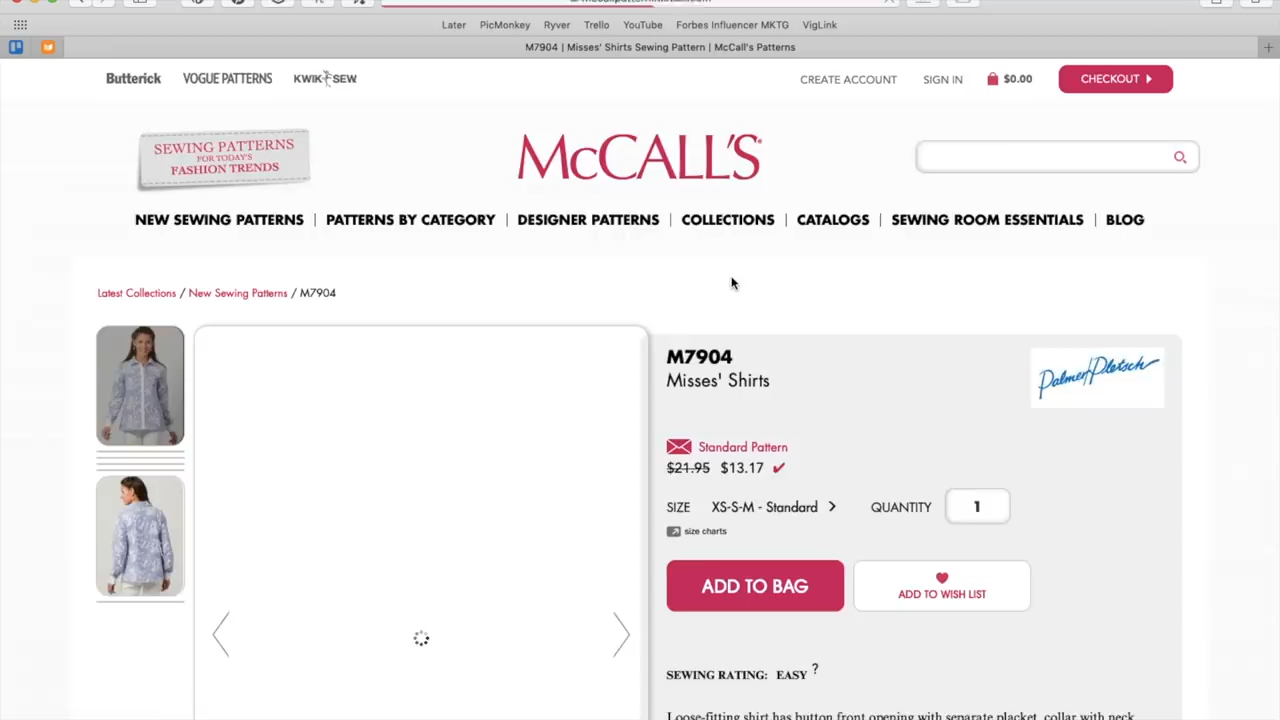 Later PicMonkey Ryver Trello YouTube Forbes Influencer MKTG VigLink
M7904 | Misses' Shirts Sewing Pattern | McCall's Patterns
Butterick VOGUE PATTERNS KWIK SEW CREATE ACCOUNT SIGN IN $0.00 CHECKOUT
SEWING PATTERNS
FOR TODAY'S
FASHION TRENDS
McCALL'S
NEW SEWING PATTERNS | PATTERNS BY CATEGORY | DESIGNER PATTERNS | COLLECTIONS | CATALOGS | SEWING ROOM ESSENTIALS | BLOG
Latest Collections / New Sewing Patterns / M7904
M7904
Misses' Shirts
Palmer/Pletsch
Standard Pattern
$21.95 $13.17
SIZE XS-S-M - Standard QUANTITY 1
size charts
ADD TO BAG
ADD TO WISH LIST
SEWING RATING: EASY ?
Loose-fitting shirt has button front opening with separate placket, collar with neck